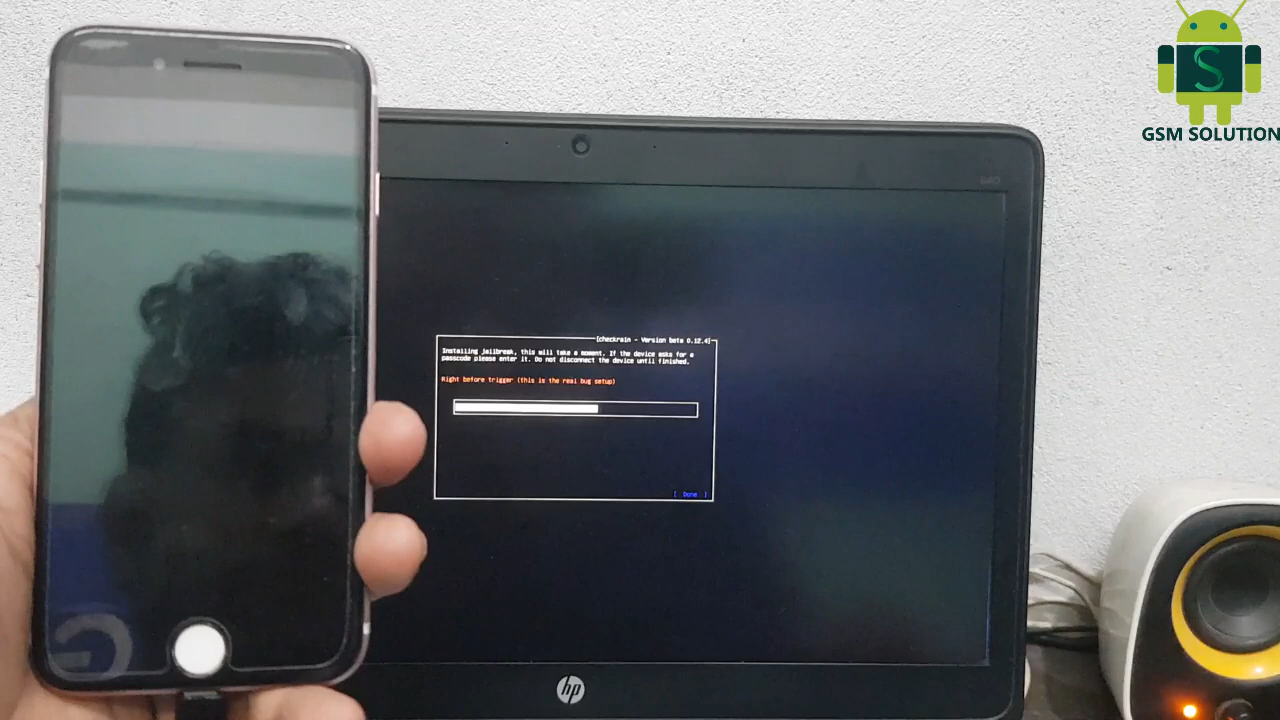 S
GSM SOLUTION
840
[checkra1n - Version beta 0.12.4]
Installing jailbreak, this will take a moment. If the device asks for a
passcode please enter it. Do not disconnect the device until finished.
Right before trigger (this is the real bug setup)
[ Done ]
hp